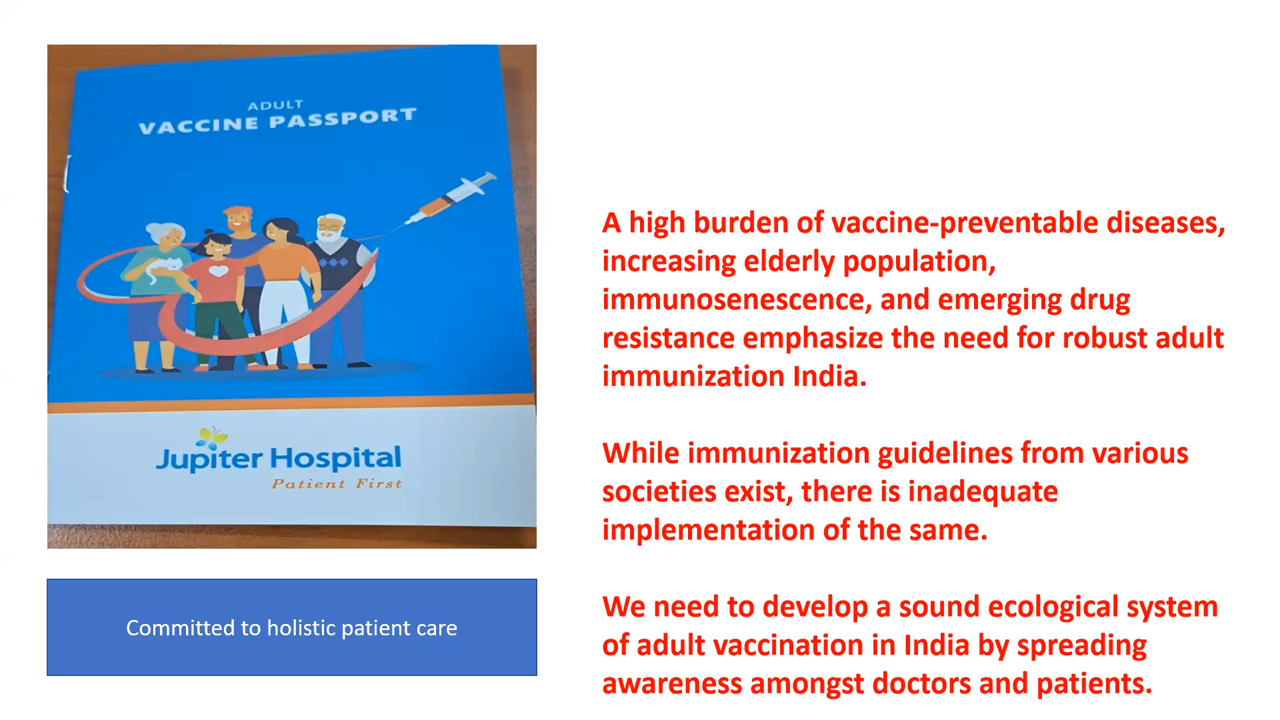 ADULT
VACCINE PASSPORT
Jupiter Hospital
Patient First
Committed to holistic patient care
A high burden of vaccine-preventable diseases,
increasing elderly population,
immunosenescence, and emerging drug
resistance emphasize the need for robust adult
immunization India.
While immunization guidelines from various
societies exist, there is inadequate
implementation of the same.
We need to develop a sound ecological system
of adult vaccination in India by spreading
awareness amongst doctors and patients.